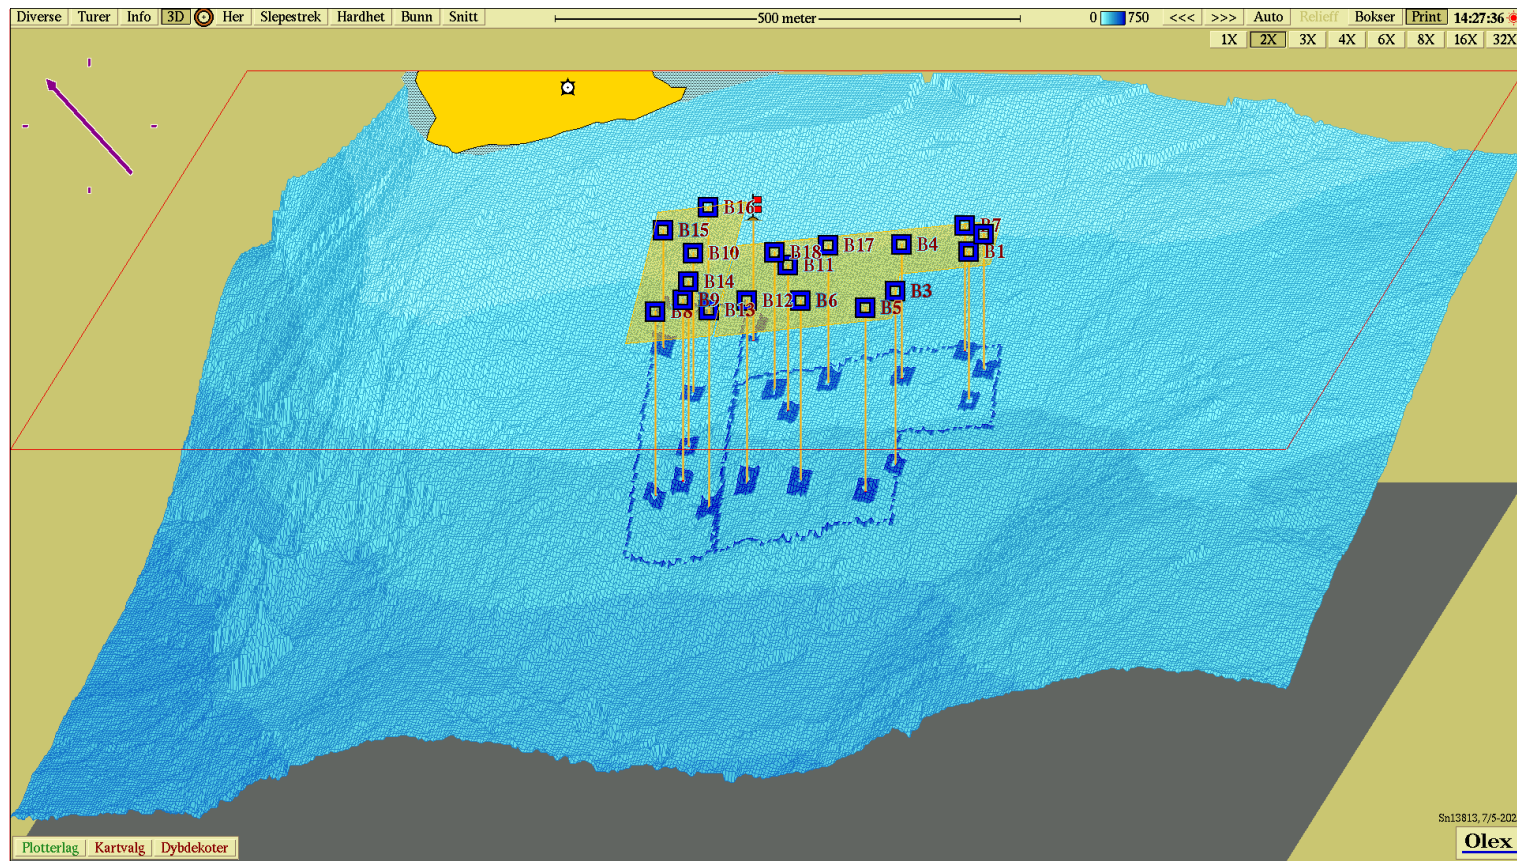 Diverse Turer Info 3D Her Slepestrek Hardhet Bunn Snitt 500 meter 0 750 <<< >>> Auto Relieff Bokser Print 14:27:36
1X 2X 3X 4X 6X 8X 16X 32X
B16
B15 B7
B10 B18 B17 B4 B1
B11
B14
B9 B12 B6 B3
B8 B13 B5
Sn13813, 7/5-202
Plotterlag Kartvalg Dybdekoter Olex